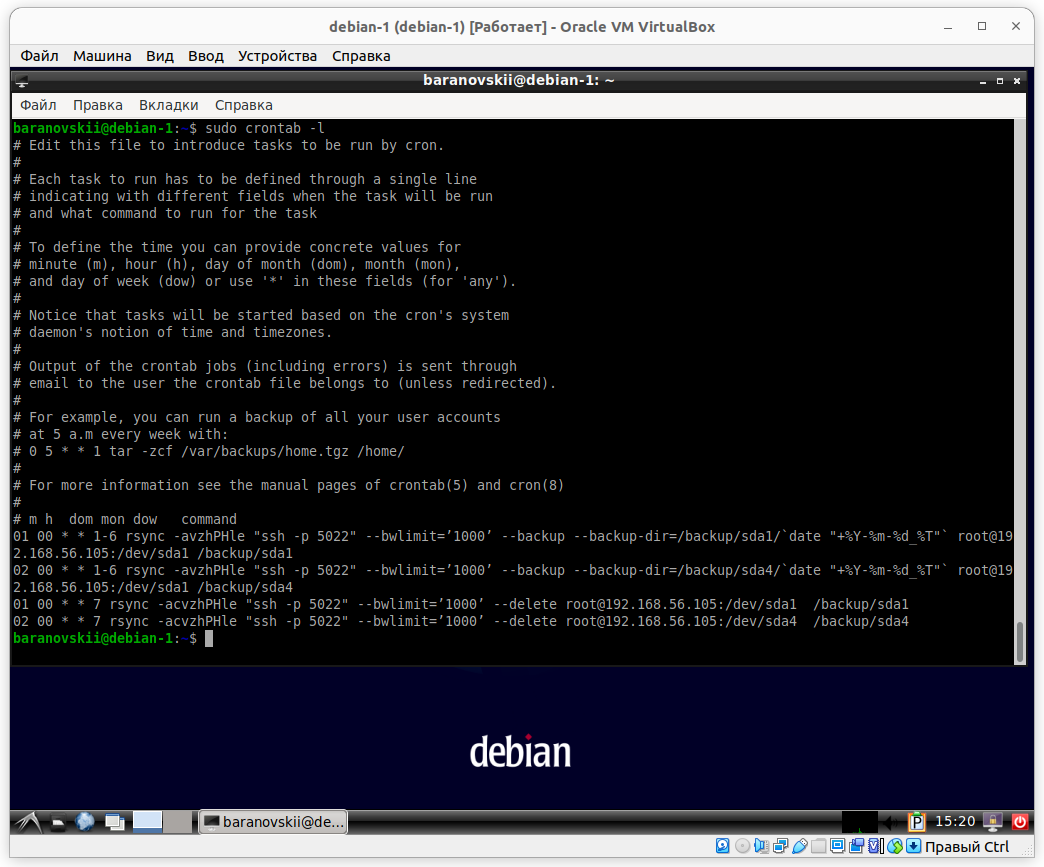 debian-1 (debian-1) [Работает] - Oracle VM VirtualBox
Файл Машина Вид Ввод Устройства Справка
baranovskii@debian-1: ~
Файл Правка Вкладки Справка
baranovskii@debian-1:~$ sudo crontab -l
# Edit this file to introduce tasks to be run by cron.
#
# Each task to run has to be defined through a single line
# indicating with different fields when the task will be run
# and what command to run for the task
#
# To define the time you can provide concrete values for
# minute (m), hour (h), day of month (dom), month (mon),
# and day of week (dow) or use '*' in these fields (for 'any').
#
# Notice that tasks will be started based on the cron's system
# daemon's notion of time and timezones.
#
# Output of the crontab jobs (including errors) is sent through
# email to the user the crontab file belongs to (unless redirected).
#
# For example, you can run a backup of all your user accounts
# at 5 a.m every week with:
# 0 5 * * 1 tar -zcf /var/backups/home.tgz /home/
#
# For more information see the manual pages of crontab(5) and cron(8)
#
# m h  dom mon dow   command
01 00 * * 1-6 rsync -avzhPHle "ssh -p 5022" --bwlimit=’1000’ --backup --backup-dir=/backup/sda1/`date "+%Y-%m-%d_%T"` root@19
2.168.56.105:/dev/sda1 /backup/sda1
02 00 * * 1-6 rsync -avzhPHle "ssh -p 5022" --bwlimit=’1000’ --backup --backup-dir=/backup/sda4/`date "+%Y-%m-%d_%T"` root@19
2.168.56.105:/dev/sda1 /backup/sda4
01 00 * * 7 rsync -acvzhPHle "ssh -p 5022" --bwlimit=’1000’ --delete root@192.168.56.105:/dev/sda1  /backup/sda1
02 00 * * 7 rsync -acvzhPHle "ssh -p 5022" --bwlimit=’1000’ --delete root@192.168.56.105:/dev/sda4  /backup/sda4
baranovskii@debian-1:~$
debian
baranovskii@de...
P
15:20
Правый Ctrl